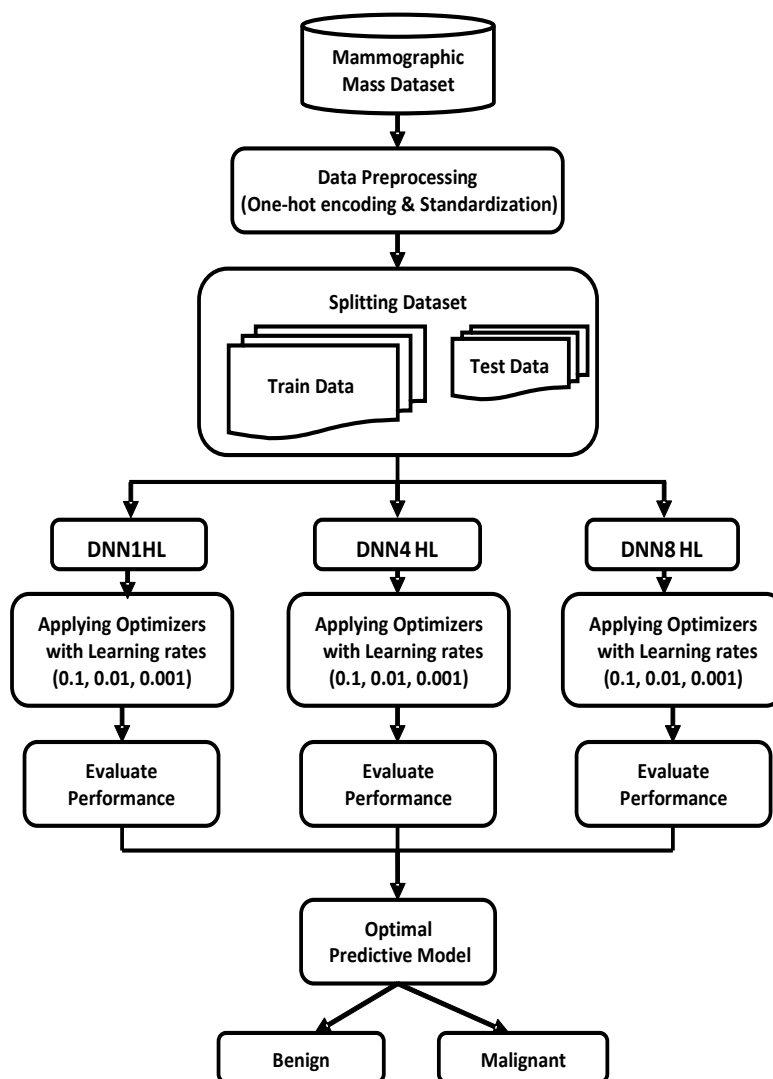 Mammographic
Mass Dataset
Data Preprocessing
(One-hot encoding & Standardization)
Splitting Dataset
Train Data
Test Data
DNN1HL
DNN4 HL
DNN8 HL
Applying Optimizers
with Learning rates
(0.1, 0.01, 0.001)
Applying Optimizers
with Learning rates
(0.1, 0.01, 0.001)
Applying Optimizers
with Learning rates
(0.1, 0.01, 0.001)
Evaluate
Performance
Evaluate
Performance
Evaluate
Performance
Optimal
Predictive Model
Benign
Malignant